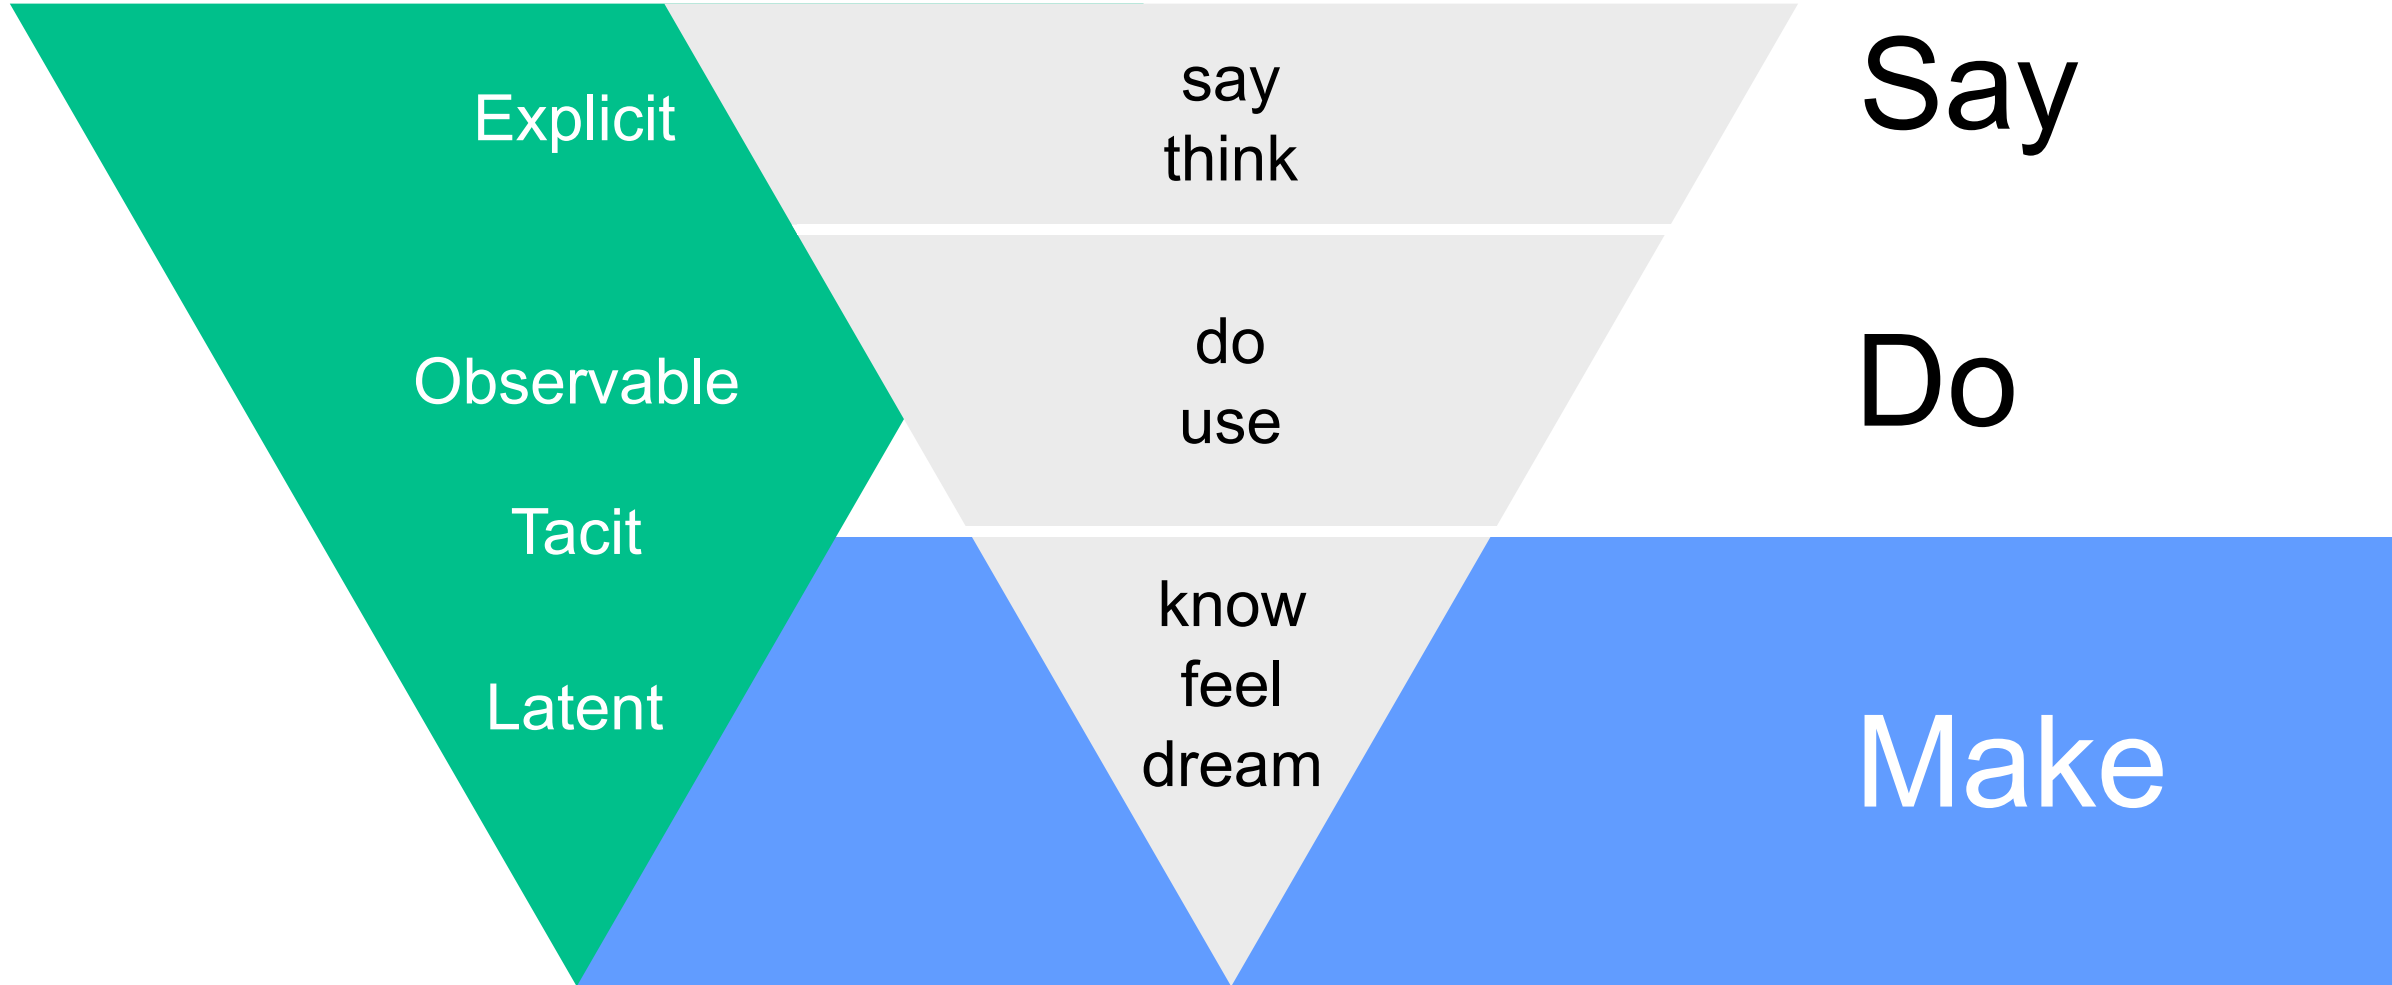 Explicit
Observable
Tacit
Latent
say
think
do
use
know
feel
dream
Say
Do
Make